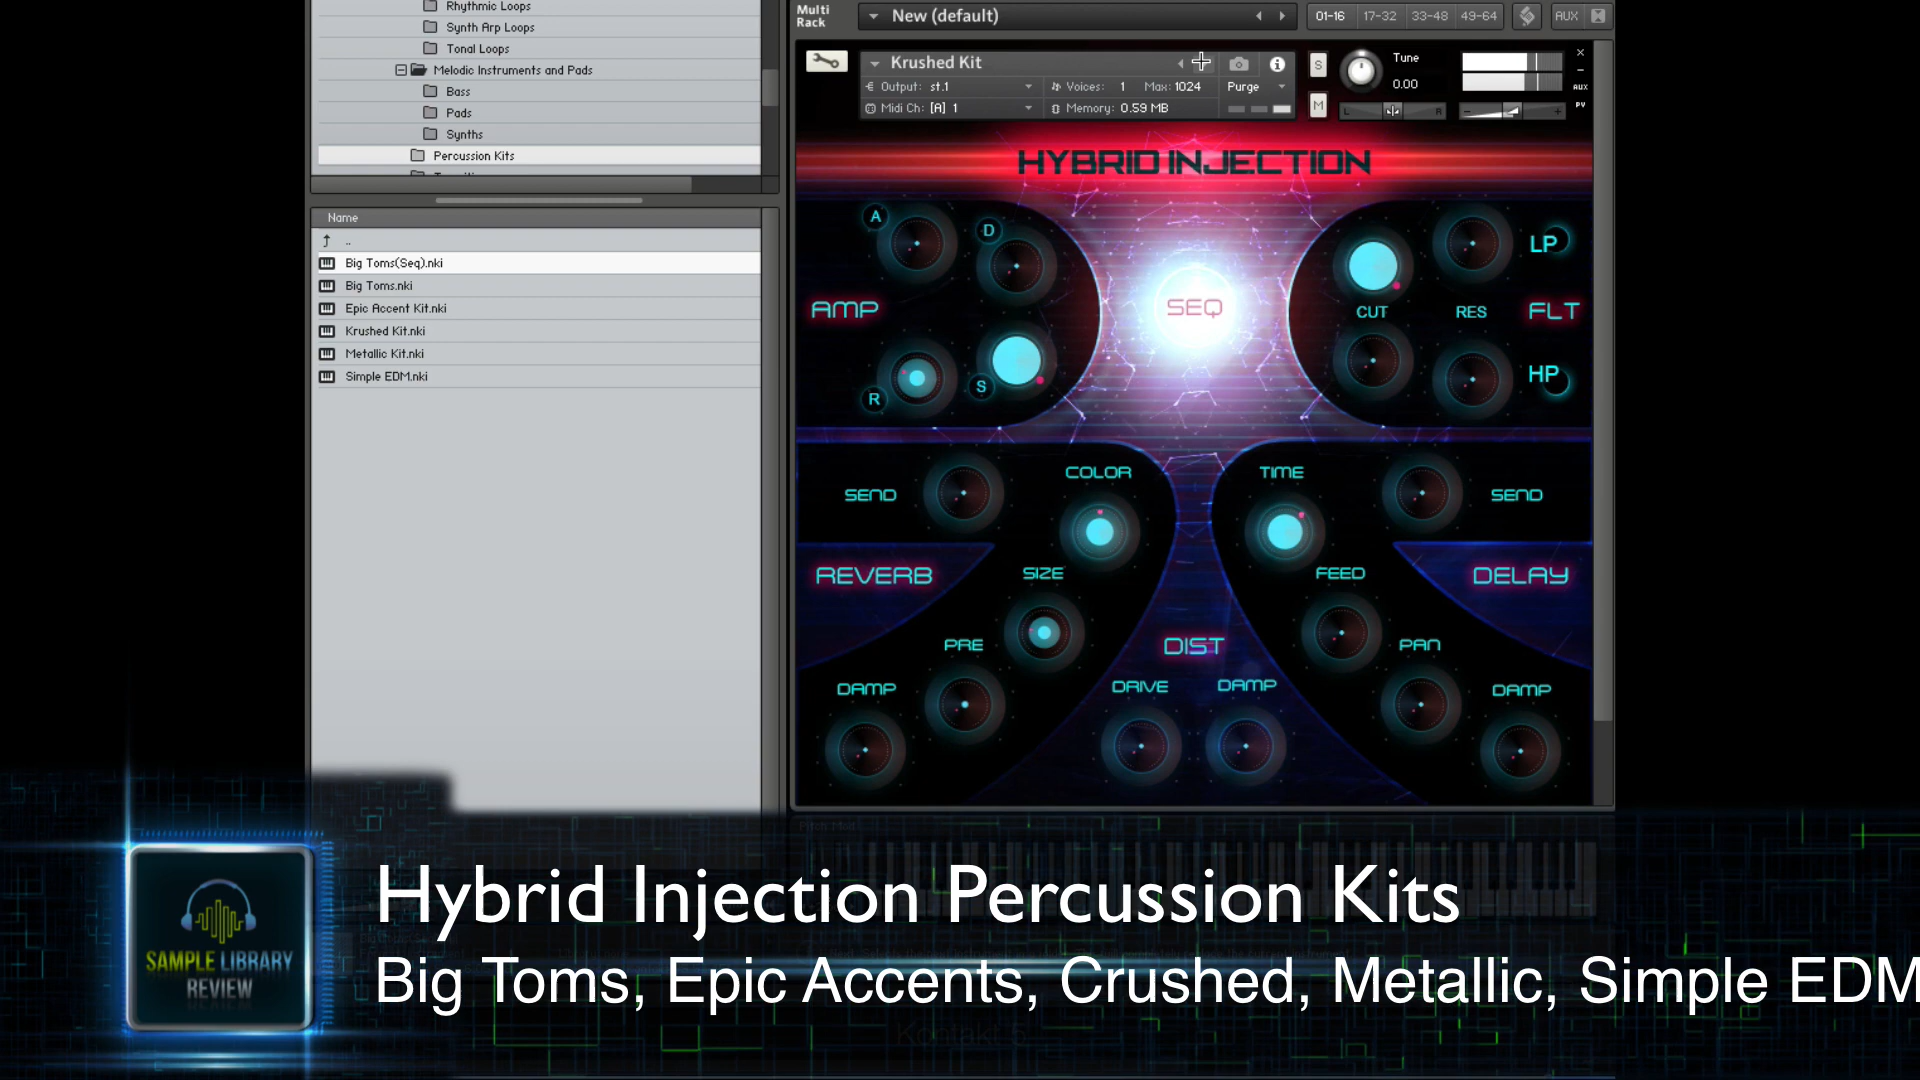 Rhythmic Loops
Synth Arp Loops
Tonal Loops
Melodic Instruments and Pads
Bass
Pads
Synths
Percussion Kits
Name
..
Big Toms(Seq).nki
Big Toms.nki
Epic Accent Kit.nki
Krushed Kit.nki
Metallic Kit.nki
Simple EDM.nki
Multi
Rack
New (default)
01-16 17-32 33-48 49-64 AUX
Krushed Kit
Output: st.1 Voices: 1 Max: 1024 Purge
Midi Ch: [A] 1 Memory: 0.59 MB
S
M
Tune
0.00
L R
AUX
PV
HYBRID INJECTION
A D
AMP
R S
SEQ
LP
CUT RES FLT
HP
SEND COLOR TIME SEND
REVERB SIZE FEED DELAY
PRE DIST PAN
DAMP DRIVE DAMP DAMP
Hybrid Injection Percussion Kits
Big Toms, Epic Accents, Crushed, Metallic, Simple EDM
SAMPLE LIBRARY
REVIEW
Kontakt 5